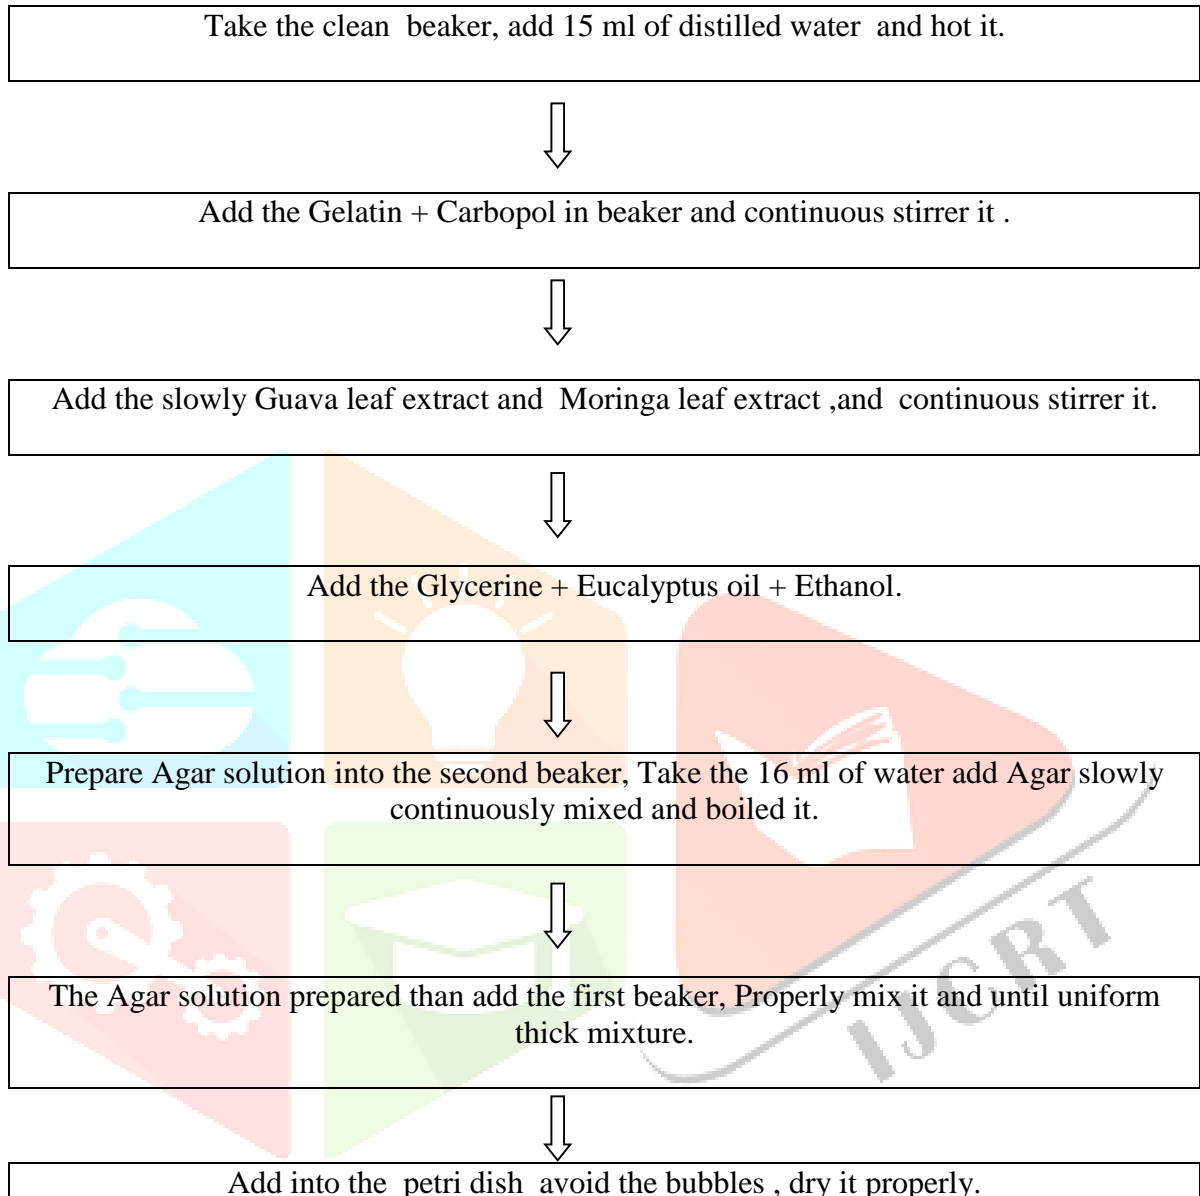 Take the clean beaker, add 15 ml of distilled water and hot it.
Add the Gelatin + Carbopol in beaker and continuous stirrer it .
Add the slowly Guava leaf extract and Moringa leaf extract ,and continuous stirrer it.
Add the Glycerine + Eucalyptus oil + Ethanol.
Prepare Agar solution into the second beaker, Take the 16 ml of water add Agar slowly
continuously mixed and boiled it.
The Agar solution prepared than add the first beaker, Properly mix it and until uniform
thick mixture.
IJCRT
Add into the petri dish avoid the bubbles , dry it properly.